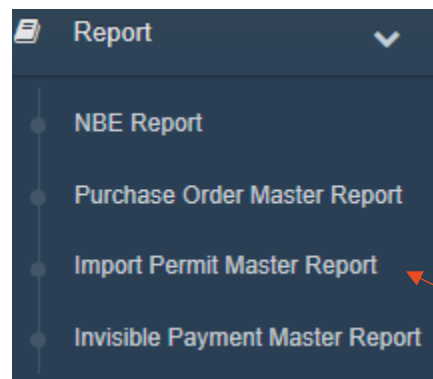 Report
NBE Report
Purchase Order Master Report
Import Permit Master Report
Invisible Payment Master Report